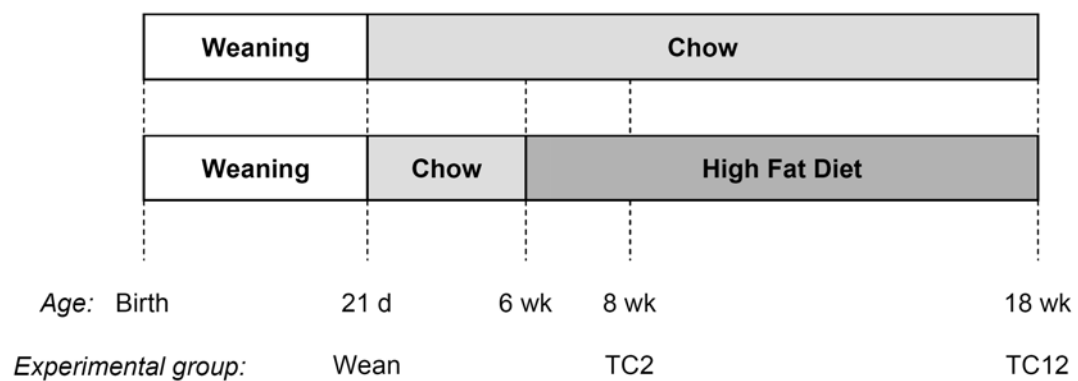 Weaning Chow
Weaning Chow High Fat Diet
Age: Birth 21 d 6 wk 8 wk 18 wk
Experimental group: Wean TC2 TC12